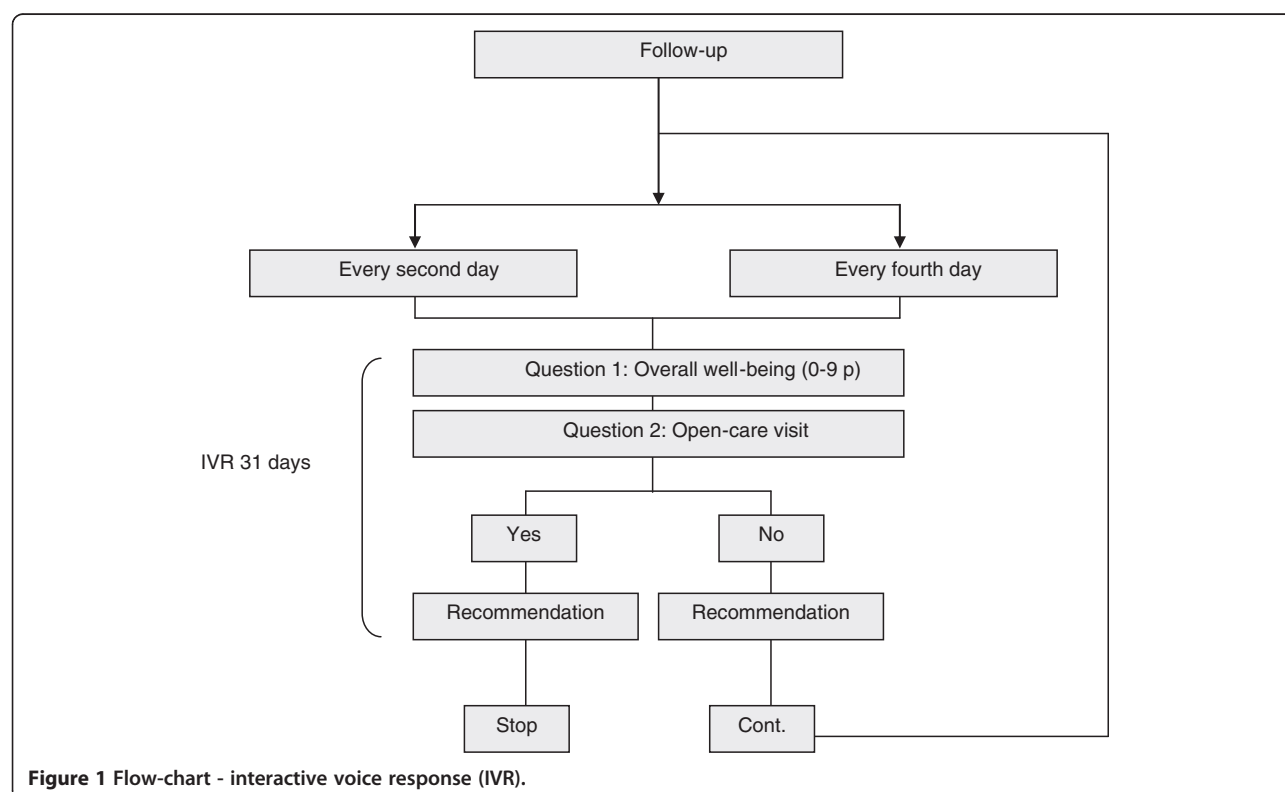 Follow-up
Every second day
Every fourth day
Question 1: Overall well-being (0-9 p)
Question 2: Open-care visit
IVR 31 days
Yes
No
Recommendation
Recommendation
Stop
Cont.
Figure 1 Flow-chart - interactive voice response (IVR).